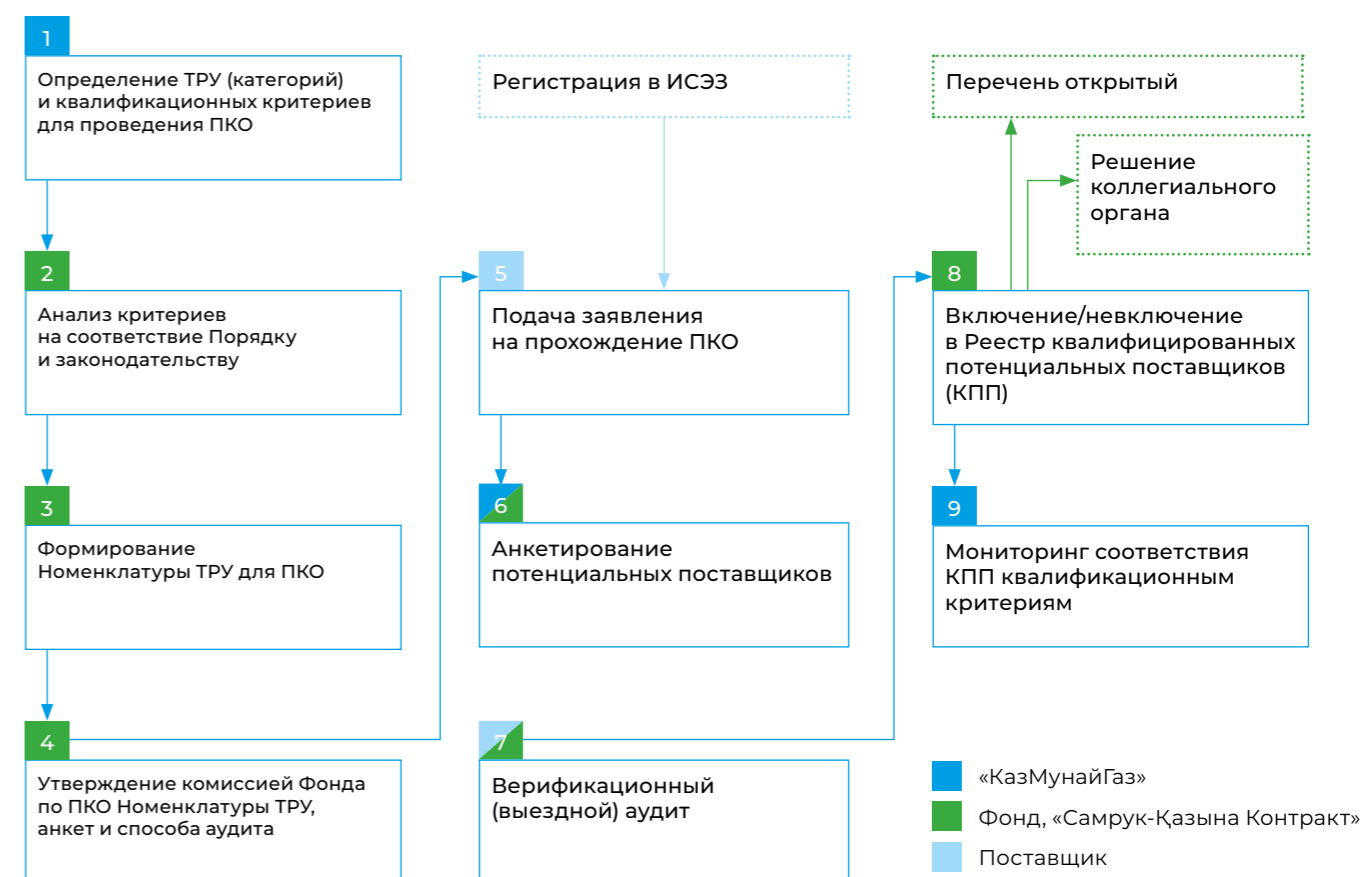 1
Определение ТРУ (категорий)
и квалификационных критериев
для проведения ПКО
2
Анализ критериев
на соответствие Порядку
и законодательству
3
Формирование
Номенклатуры ТРУ для ПКО
4
Утверждение комиссией Фонда
по ПКО Номенклатуры ТРУ,
анкет и способа аудита
Регистрация в ИСЭЗ
5
Подача заявления
на прохождение ПКО
6
Анкетирование
потенциальных поставщиков
7
Верификационный
(выездной) аудит
Перечень открытый
Решение
коллегиального
органа
8
Включение/невключение
в Реестр квалифицированных
потенциальных поставщиков
(КПП)
9
Мониторинг соответствия
КПП квалификационным
критериям
«КазМунайГаз»
Фонд, «Самрук-Қазына Контракт»
Поставщик